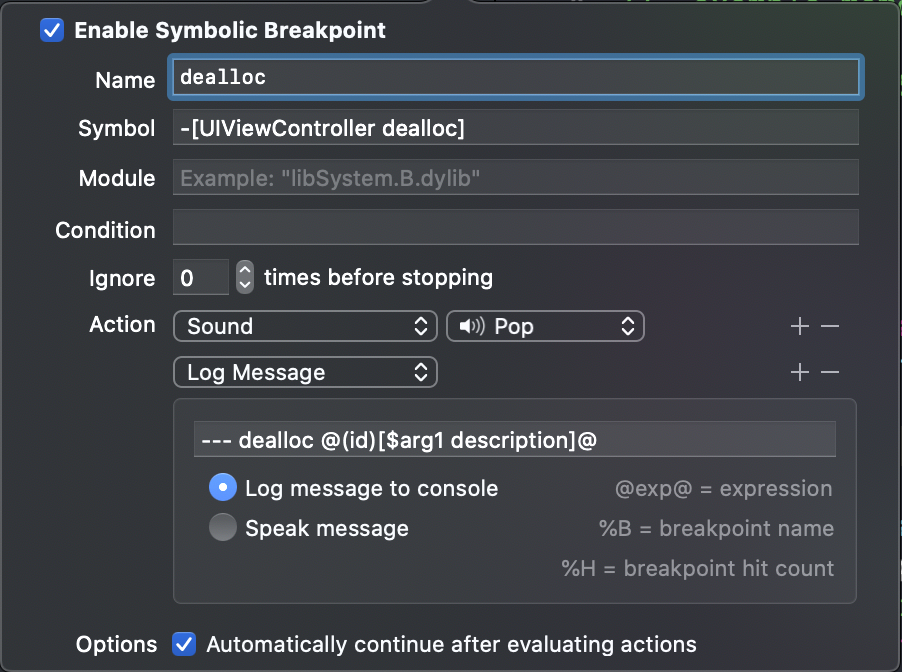 Enable Symbolic Breakpoint
Name dealloc
Symbol -[UIViewController dealloc]
Module Example: "libSystem.B.dylib"
Condition
Ignore 0 times before stopping
Action Sound Pop
Log Message
--- dealloc @(id)[$arg1 description]@
Log message to console @exp@ = expression
Speak message %B = breakpoint name
%H = breakpoint hit count
Options Automatically continue after evaluating actions